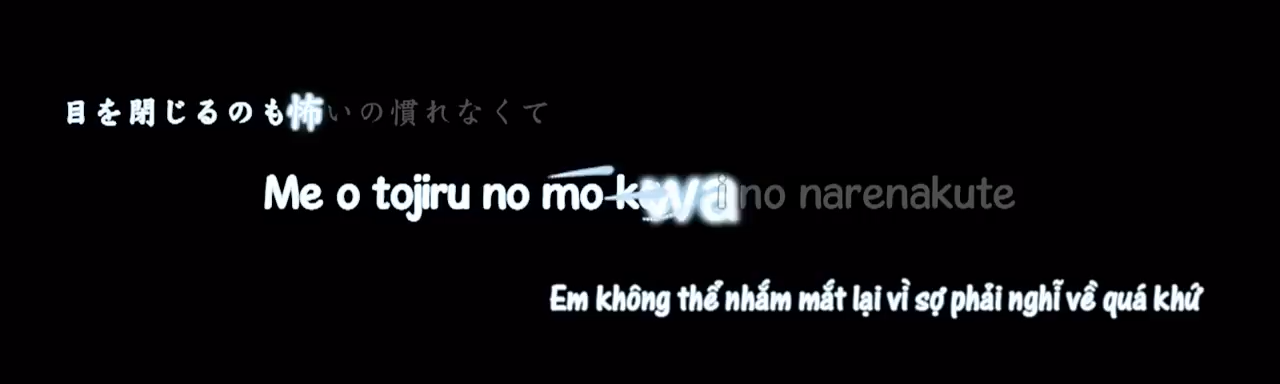 目を閉じるのも怖いの慣れなくて
Me o tojiru no mo kowai no narenakute
Em không thể nhắm mắt lại vì sợ phải nghĩ về quá khứ